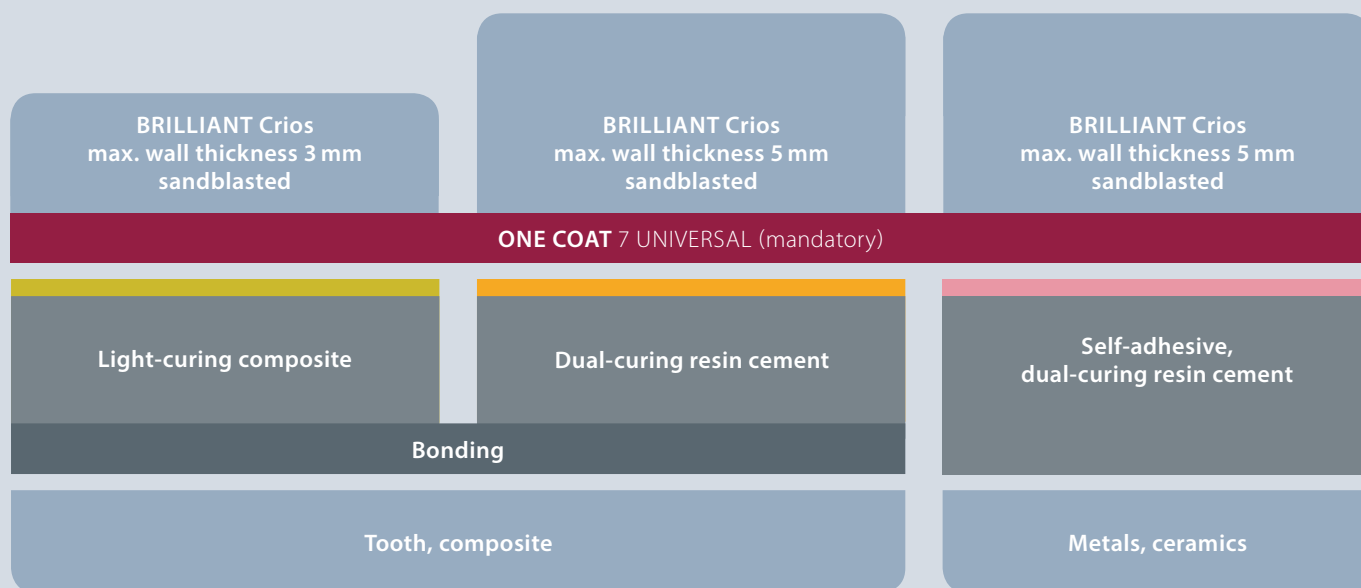 BRILLIANT Crios
max. wall thickness 3 mm
sandblasted
BRILLIANT Crios
max. wall thickness 5 mm
sandblasted
BRILLIANT Crios
max. wall thickness 5 mm
sandblasted
ONE COAT 7 UNIVERSAL (mandatory)
Light-curing composite
Dual-curing resin cement
Self-adhesive,
dual-curing resin cement
Bonding
Tooth, composite
Metals, ceramics